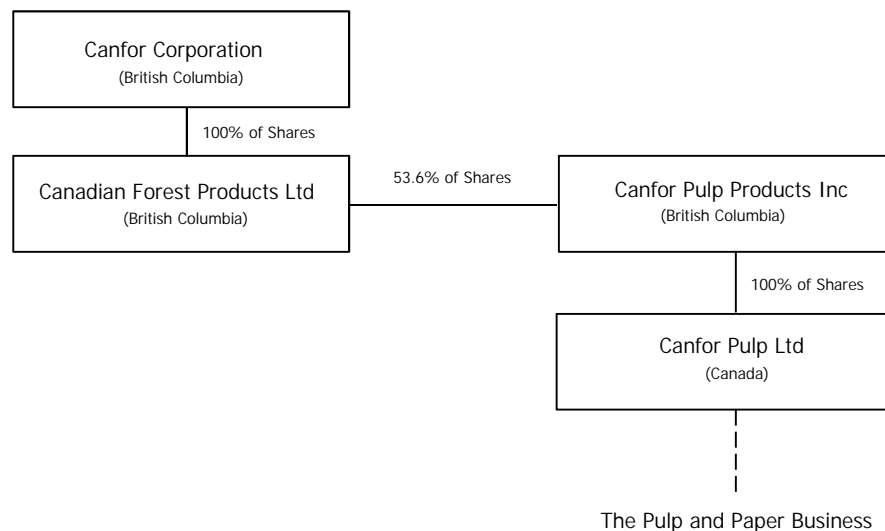 Canfor Corporation
(British Columbia)
100% of Shares
Canadian Forest Products Ltd
(British Columbia)
53.6% of Shares
Canfor Pulp Products Inc
(British Columbia)
100% of Shares
Canfor Pulp Ltd
(Canada)
The Pulp and Paper Business